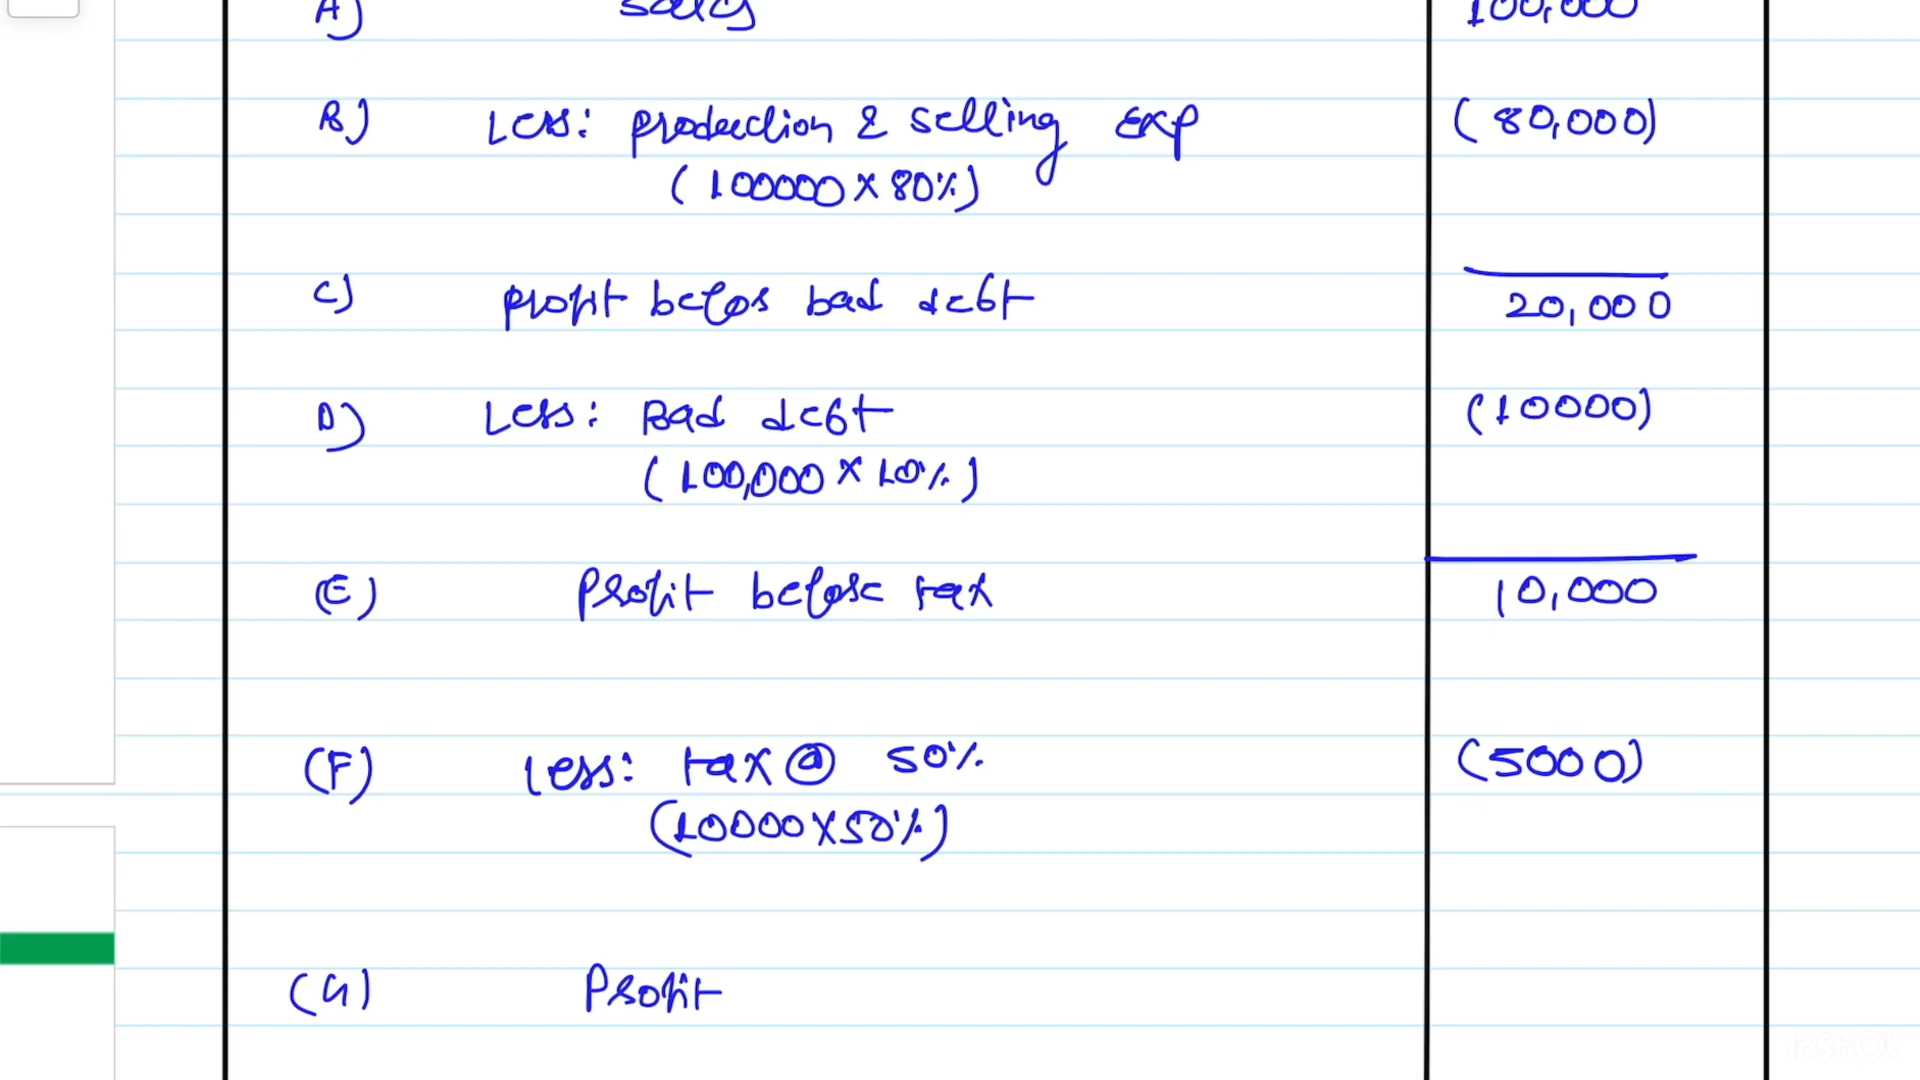 A) Sales 100,000
B) Less: production & selling Exp (80,000)
(100000 × 80%)
C) profit before bad debt 20,000
D) Less: Bad debt (10000)
(100,000 × 10%)
(E) Profit before tax 10,000
(F) Less: tax @ 50% (5000)
(10000 × 50%)
(G) Profit
InShOt